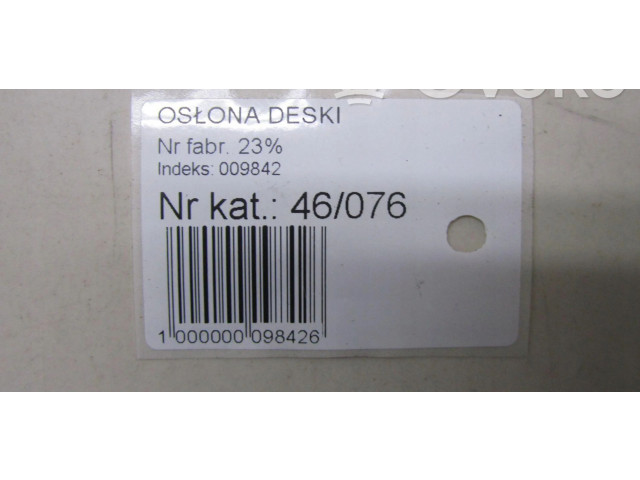 OSŁONA DESKI
Nr fabr. 23%
Indeks: 009842
Nr kat.: 46/076
1 000000 098426